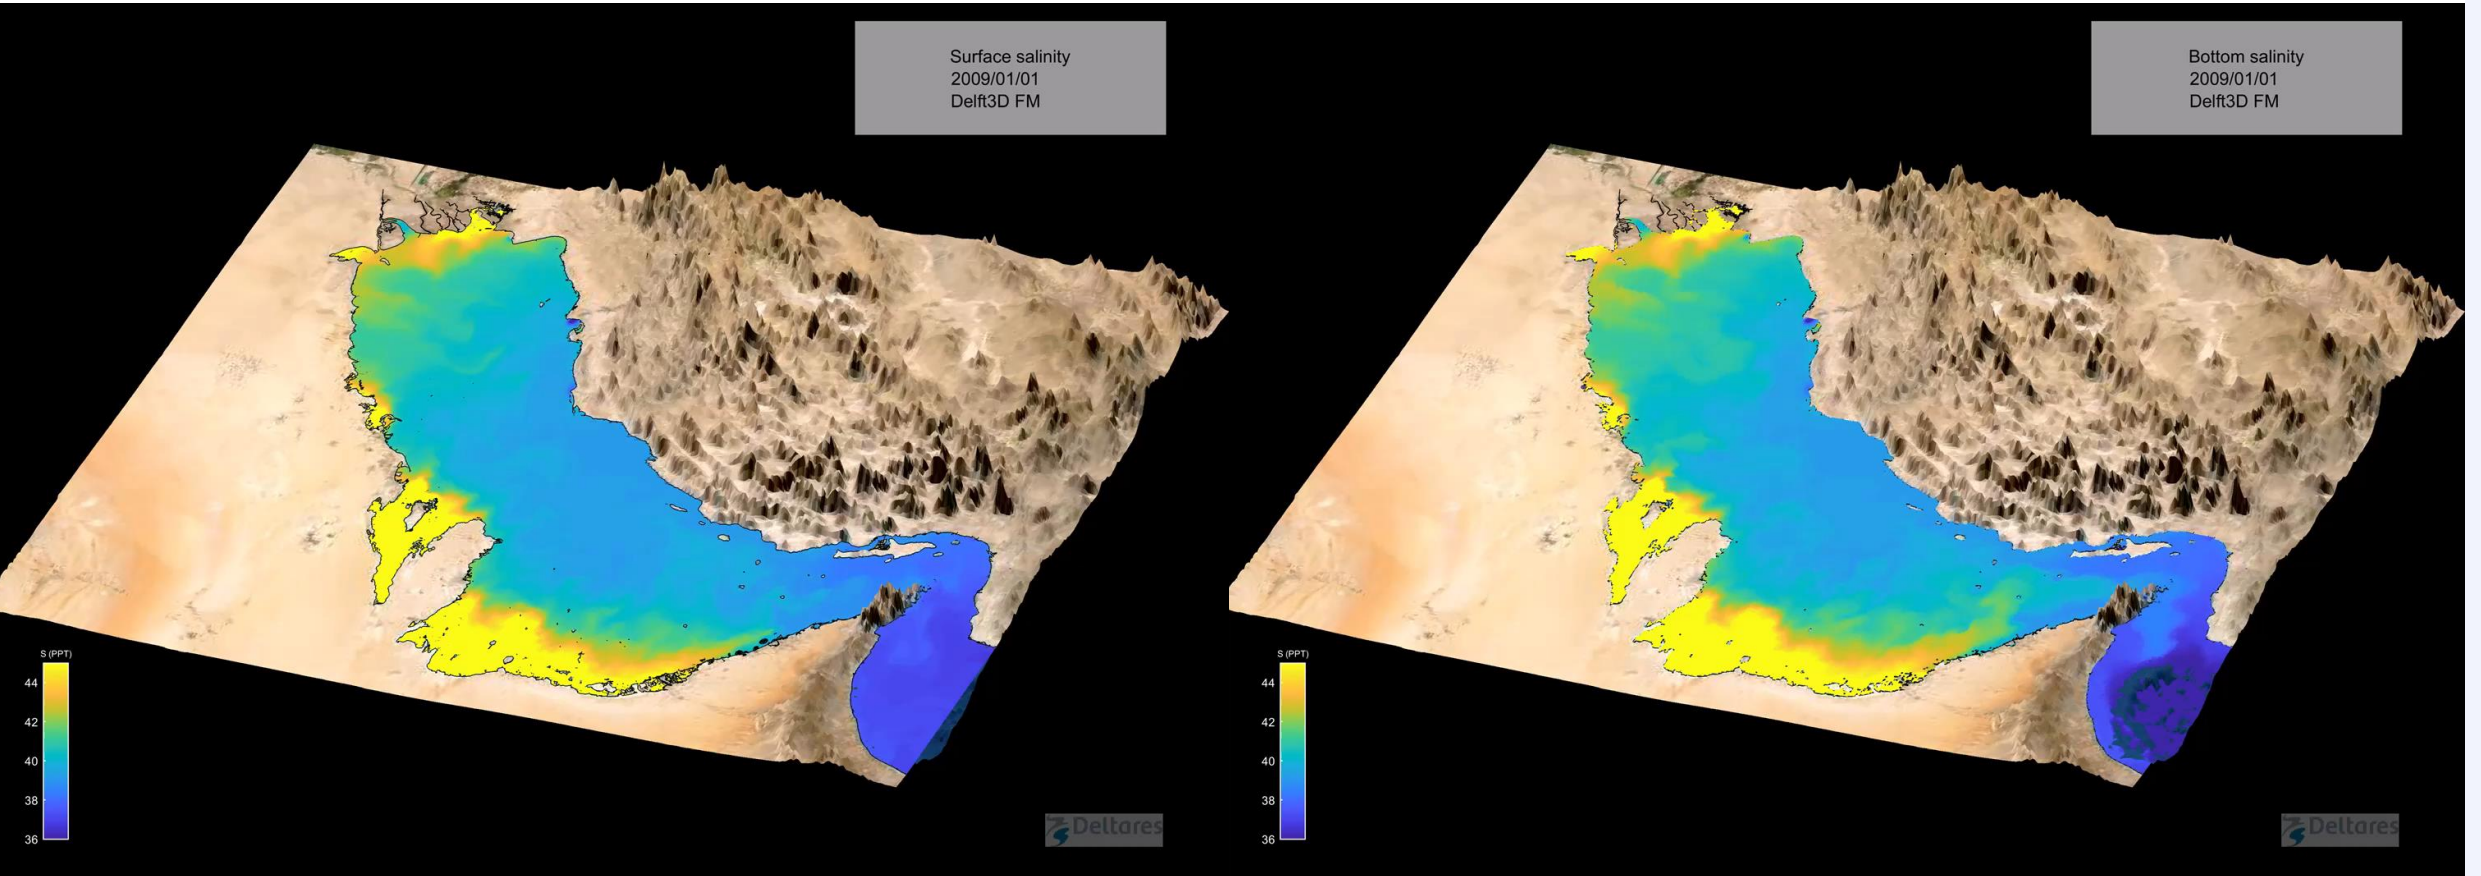 Surface salinity
2009/01/01
Delft3D FM
S (PPT)
44
42
40
38
36
Deltares
Bottom salinity
2009/01/01
Delft3D FM
S (PPT)
44
42
40
38
36
Deltares